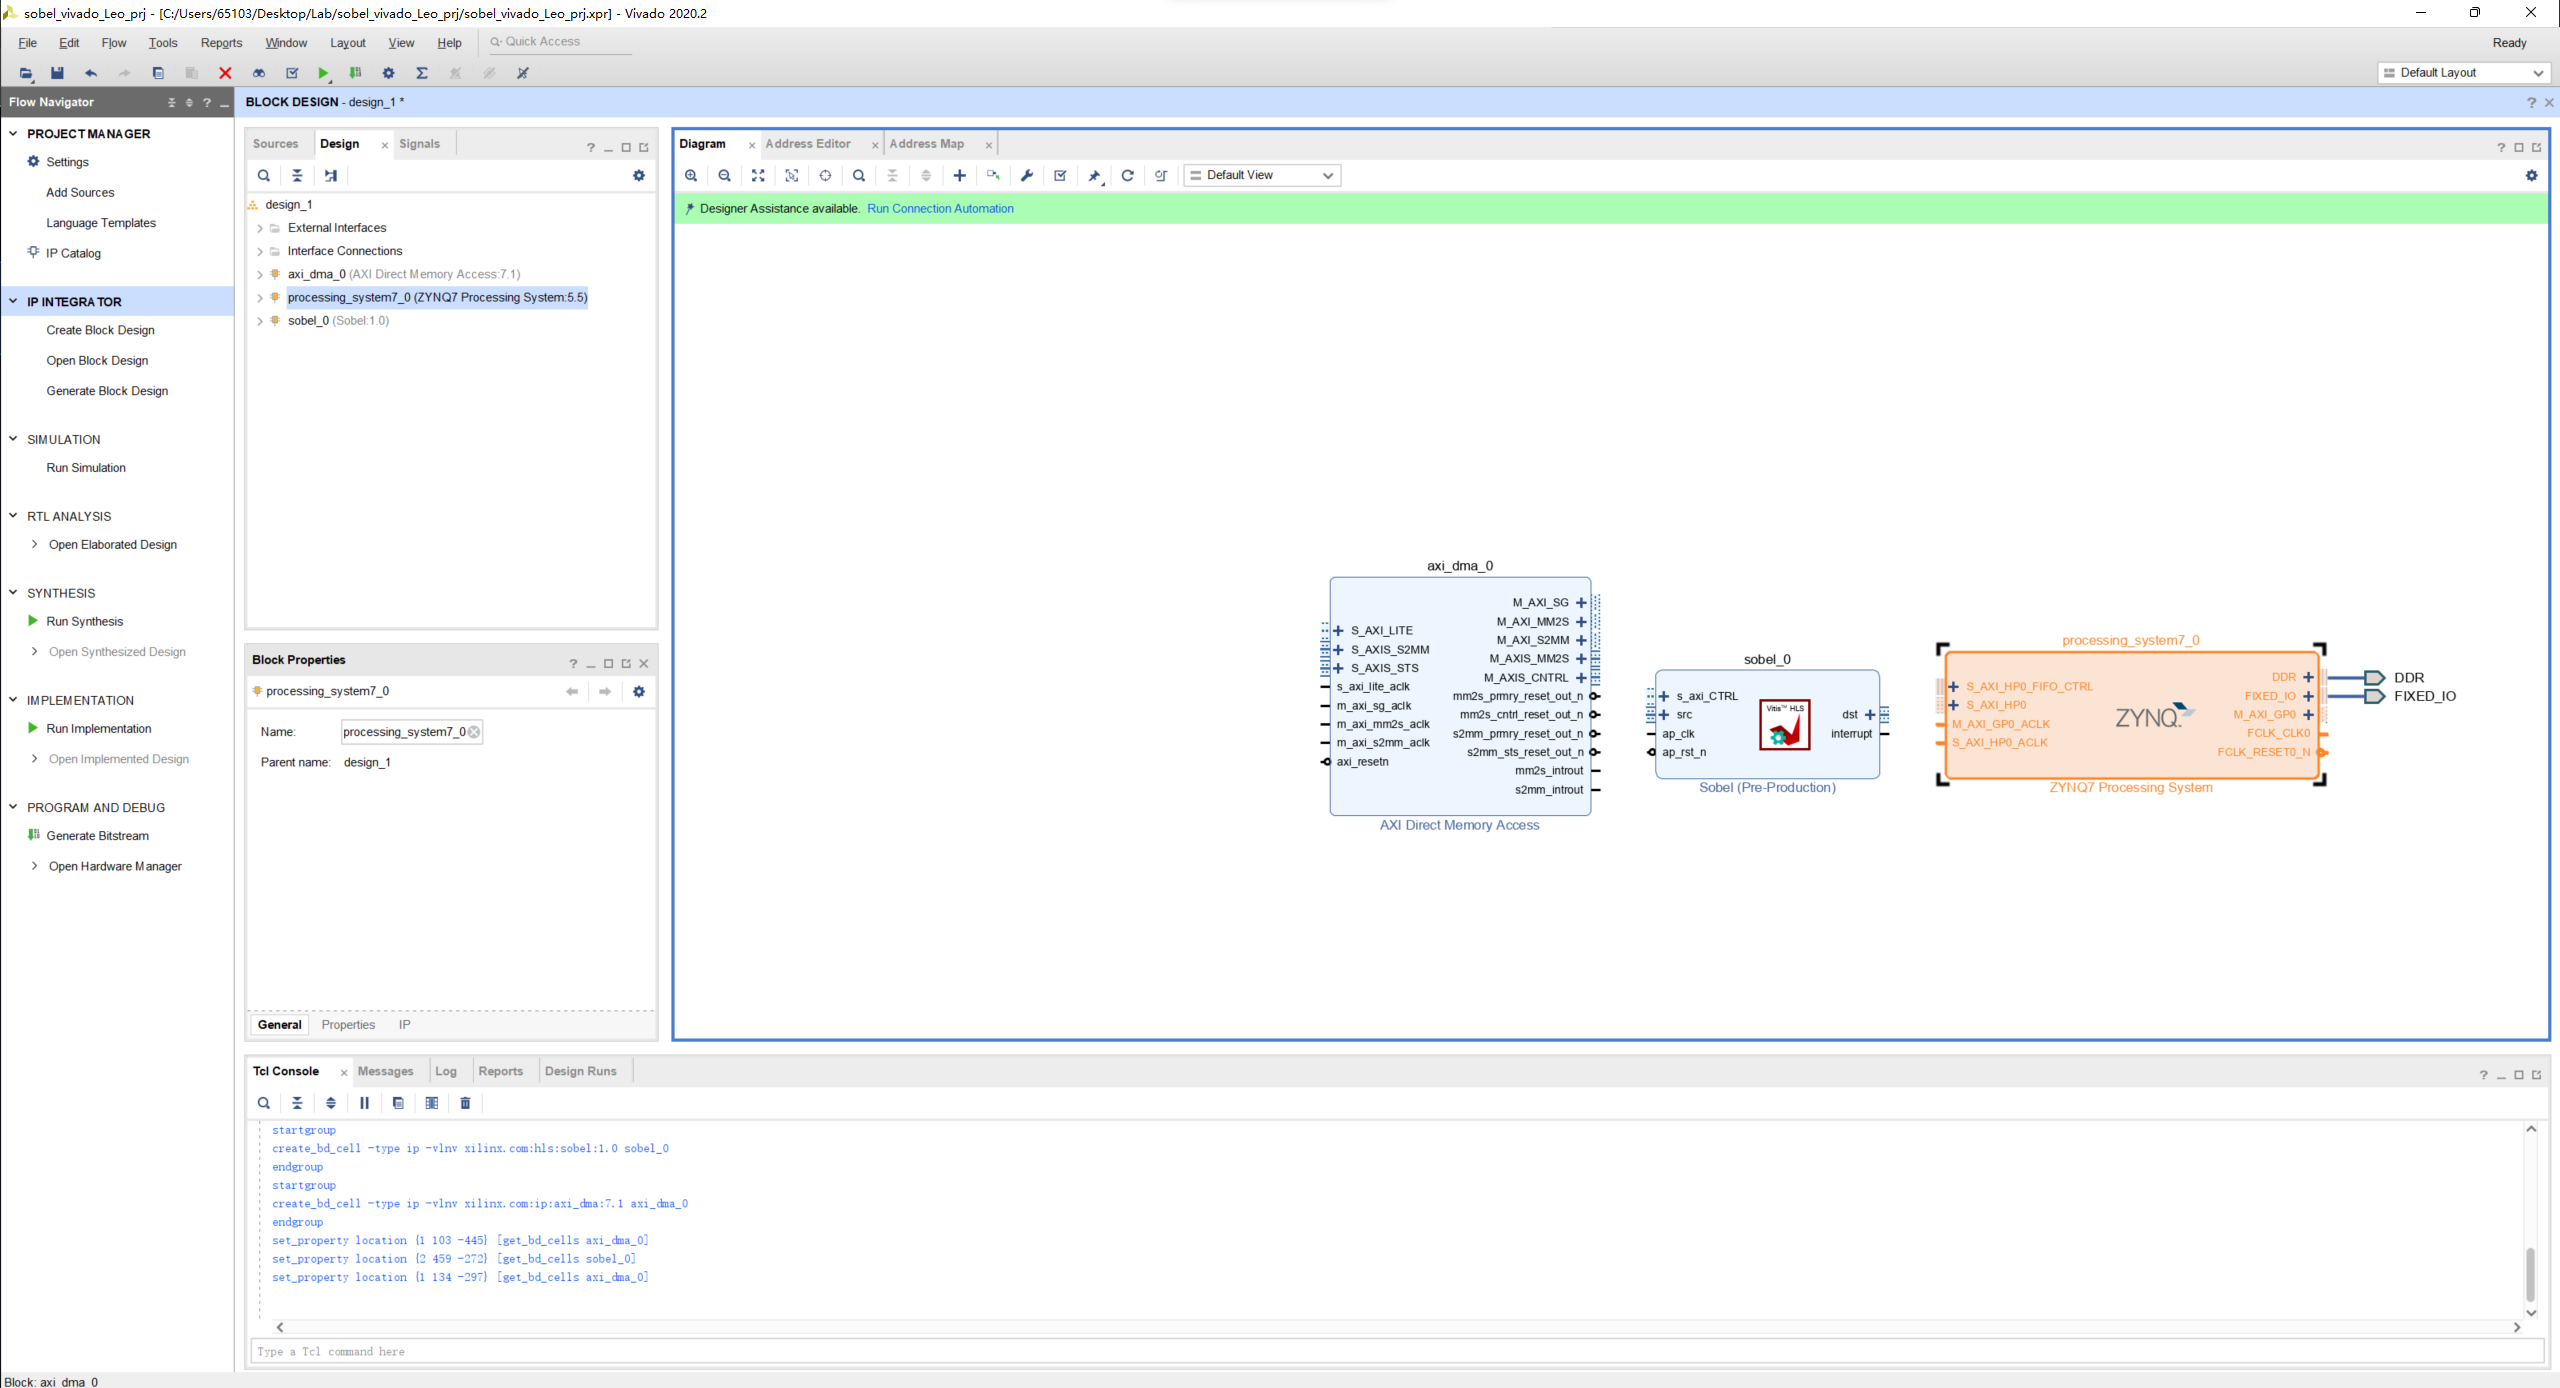 sobel_vivado_Leo_prj - [C:/Users/65103/Desktop/Lab/sobel_vivado_Leo_prj/sobel_vivado_Leo_prj.xpr] - Vivado 2020.2
File Edit Flow Tools Reports Window Layout View Help Quick Access
Ready
Default Layout
Flow Navigator
PROJECT MANAGER
Settings
Add Sources
Language Templates
IP Catalog
IP INTEGRATOR
Create Block Design
Open Block Design
Generate Block Design
SIMULATION
Run Simulation
RTL ANALYSIS
Open Elaborated Design
SYNTHESIS
Run Synthesis
Open Synthesized Design
IMPLEMENTATION
Run Implementation
Open Implemented Design
PROGRAM AND DEBUG
Generate Bitstream
Open Hardware Manager
BLOCK DESIGN - design_1 *
Sources Design Signals
design_1
External Interfaces
Interface Connections
axi_dma_0 (AXI Direct Memory Access:7.1)
processing_system7_0 (ZYNQ7 Processing System:5.5)
sobel_0 (Sobel:1.0)
Block Properties
processing_system7_0
Name: processing_system7_0
Parent name: design_1
General Properties IP
Diagram Address Editor Address Map
Default View
Designer Assistance available. Run Connection Automation
axi_dma_0
S_AXI_LITE
S_AXIS_S2MM
S_AXIS_STS
s_axi_lite_aclk
m_axi_sg_aclk
m_axi_mm2s_aclk
m_axi_s2mm_aclk
axi_resetn
M_AXI_SG
M_AXI_MM2S
M_AXI_S2MM
M_AXIS_MM2S
M_AXIS_CNTRL
mm2s_prmry_reset_out_n
mm2s_cntrl_reset_out_n
s2mm_prmry_reset_out_n
s2mm_sts_reset_out_n
mm2s_introut
s2mm_introut
AXI Direct Memory Access
sobel_0
s_axi_CTRL
src
ap_clk
ap_rst_n
Vitis™ HLS
dst
interrupt
Sobel (Pre-Production)
processing_system7_0
S_AXI_HP0_FIFO_CTRL
S_AXI_HP0
M_AXI_GP0_ACLK
S_AXI_HP0_ACLK
ZYNQ
DDR
FIXED_IO
M_AXI_GP0
FCLK_CLK0
FCLK_RESET0_N
ZYNQ7 Processing System
DDR
FIXED_IO
Tcl Console Messages Log Reports Design Runs
startgroup
create_bd_cell -type ip -vlnv xilinx.com:hls:sobel:1.0 sobel_0
endgroup
startgroup
create_bd_cell -type ip -vlnv xilinx.com:ip:axi_dma:7.1 axi_dma_0
endgroup
set_property location {1 103 -445} [get_bd_cells axi_dma_0]
set_property location {2 459 -272} [get_bd_cells sobel_0]
set_property location {1 134 -297} [get_bd_cells axi_dma_0]
Type a Tcl command here
Block: axi_dma_0